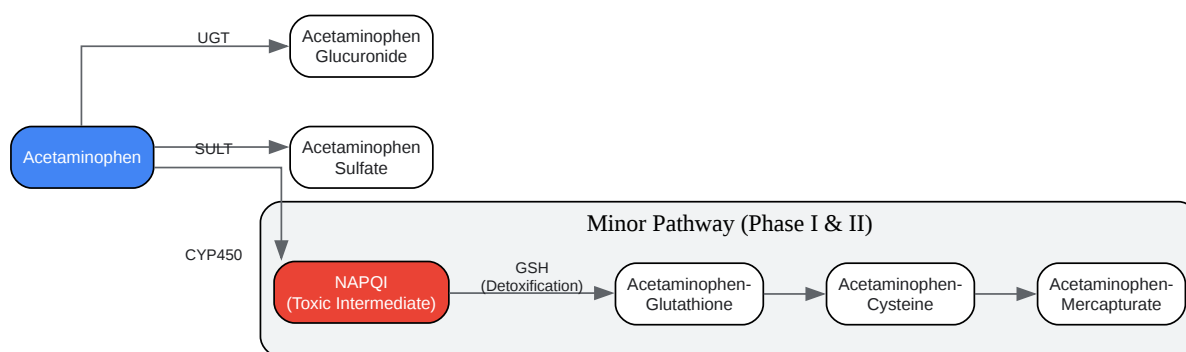 UGT
Acetaminophen
Glucuronide
Acetaminophen
SULT
Acetaminophen
Sulfate
Minor Pathway (Phase I & II)
CYP450
NAPQI
(Toxic Intermediate)
GSH
(Detoxification)
Acetaminophen-
Glutathione
Acetaminophen-
Cysteine
Acetaminophen-
Mercapturate